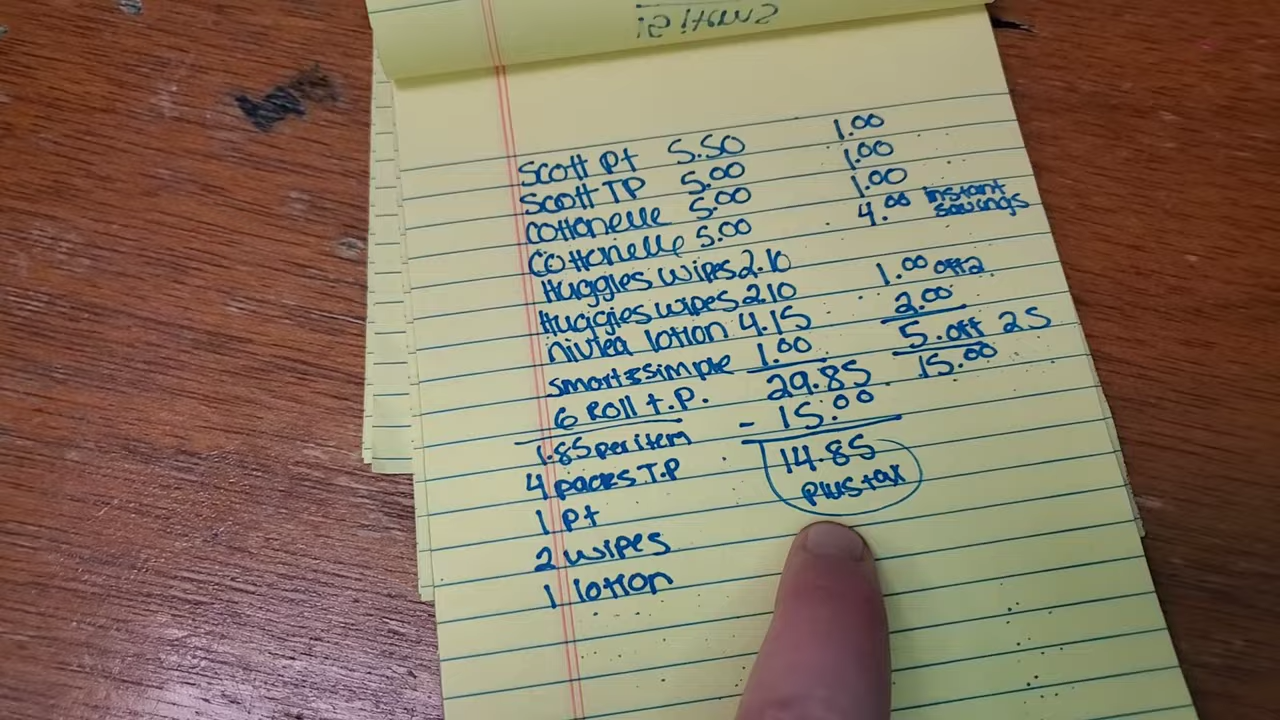 15 items
Scott Pt 5.50 1.00
Scott TP 5.00 1.00
Cottonelle 5.00 1.00
Cottonelle 5.00 4.00 instant savings
Huggies wipes 2.10
Huggies wipes 2.10 1.00 off 2
nivea lotion 4.15 2.00
smart & simple 1.00 5. off 25
6 Roll t.p. 29.85 15.00
1.85 per item - 15.00
4 packs T.P 14.85
1 pt plus tax
2 wipes
1 lotion